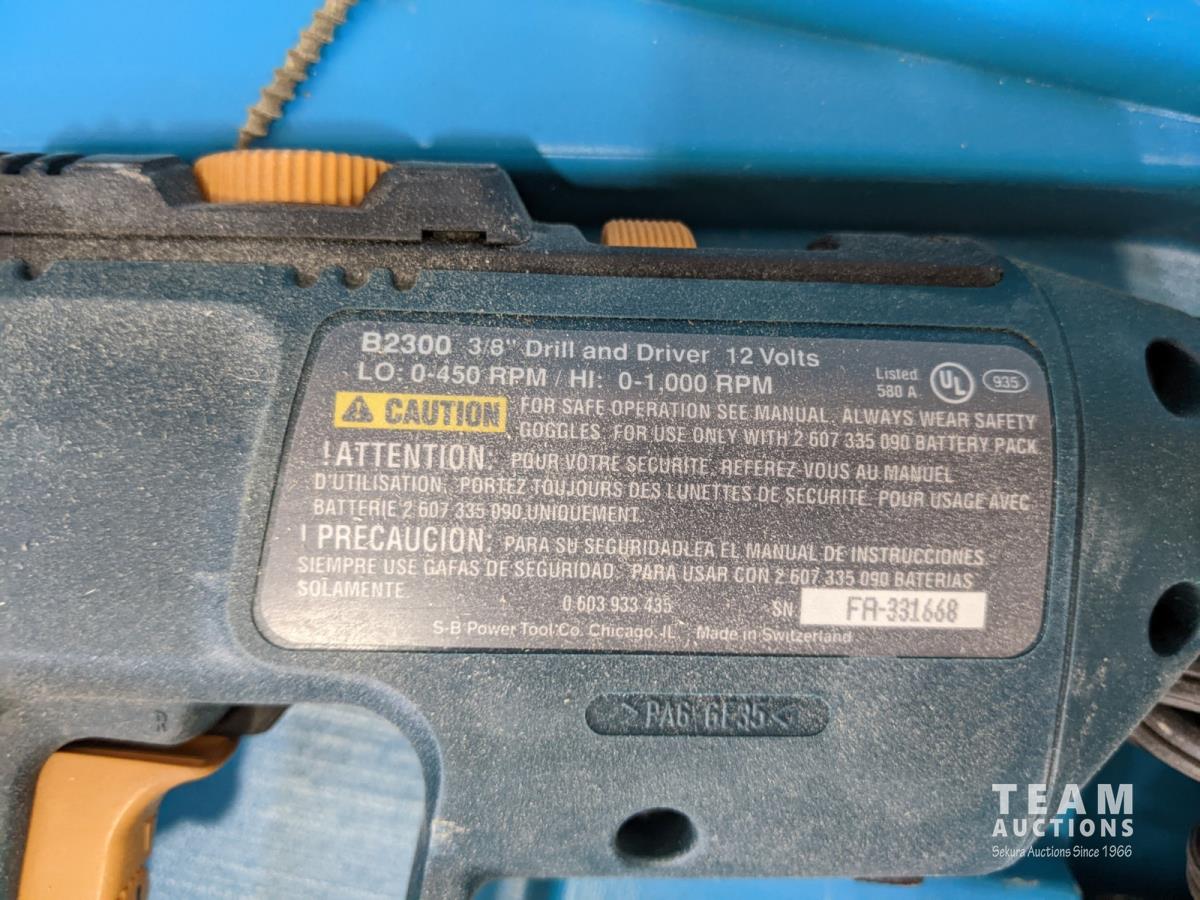 B2300 3/8" Drill and Driver 12 Volts
LO: 0-450 RPM / HI: 0-1,000 RPM
Listed
580 A
UL
935
CAUTION
FOR SAFE OPERATION SEE MANUAL. ALWAYS WEAR SAFETY
GOGGLES. FOR USE ONLY WITH 2 607 335 090 BATTERY PACK
!ATTENTION: POUR VOTRE SECURITE, REFEREZ-VOUS AU MANUEL
D'UTILISATION. PORTEZ TOUJOURS DES LUNETTES DE SECURITE. POUR USAGE AVEC
BATTERIE 2 607 335 090 UNIQUEMENT.
! PRECAUCION: PARA SU SEGURIDADLEA EL MANUAL DE INSTRUCCIONES
SIEMPRE USE GAFAS DE SEGURIDAD. PARA USAR CON 2 607 335 090 BATERIAS
SOLAMENTE
0 603 933 435
SN FA-331668
S-B Power Tool Co. Chicago, IL, Made in Switzerland
>PA6-GF35<
R
TEAM
AUCTIONS
Sekura Auctions Since 1966